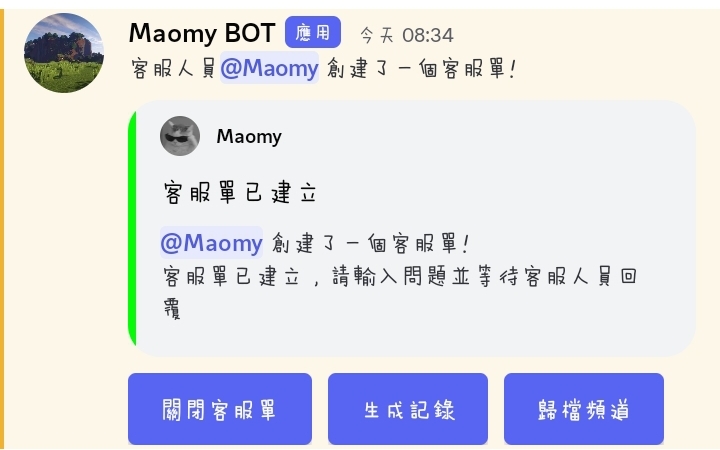 Maomy BOT 應用 今天 08:34
客服人員@Maomy 創建了一個客服單!
Maomy
客服單已建立
@Maomy 創建了一個客服單!
客服單已建立,請輸入問題並等待客服人員回
覆
關閉客服單 生成記錄 歸檔頻道